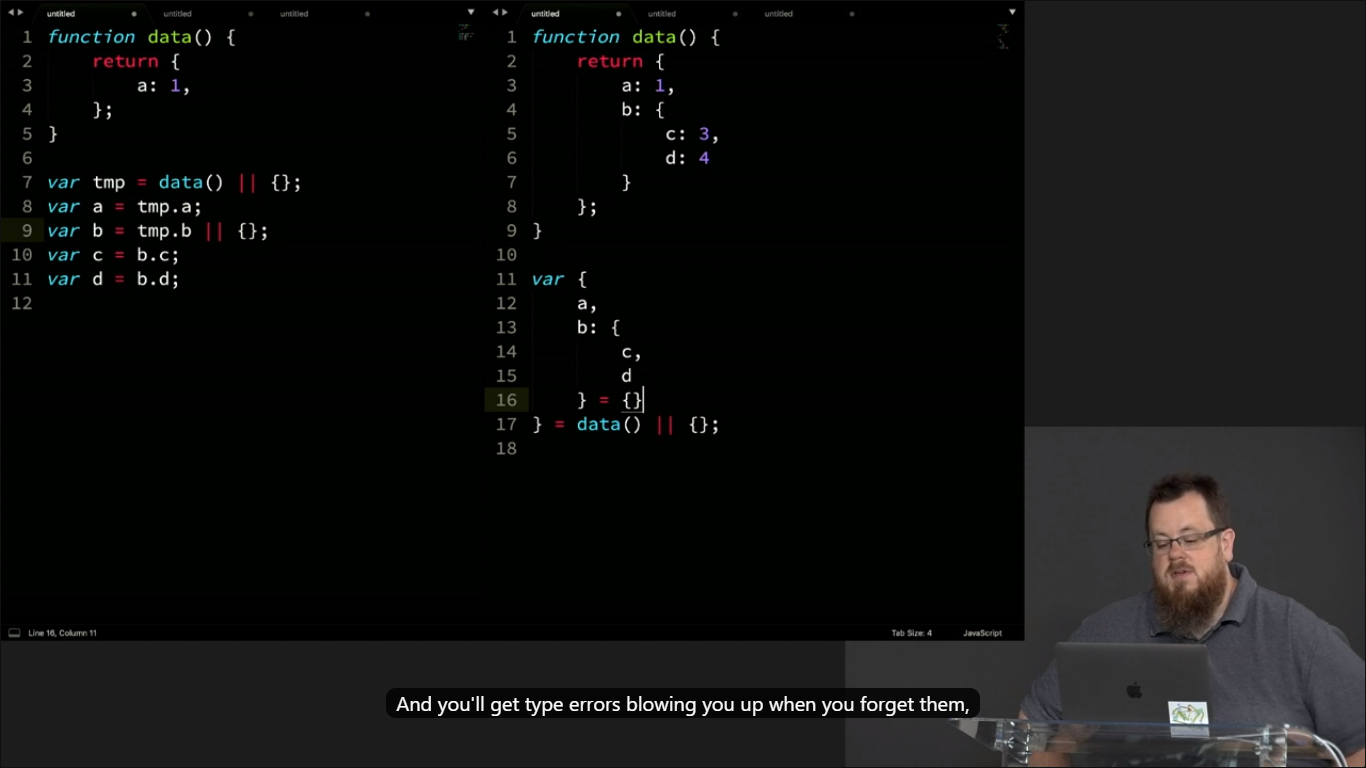 untitled untitled untitled
1 function data() {
2 return {
3 a: 1,
4 };
5 }
6
7 var tmp = data() || {};
8 var a = tmp.a;
9 var b = tmp.b || {};
10 var c = b.c;
11 var d = b.d;
12
untitled untitled untitled
1 function data() {
2 return {
3 a: 1,
4 b: {
5 c: 3,
6 d: 4
7 }
8 };
9 }
10
11 var {
12 a,
13 b: {
14 c,
15 d
16 } = {}
17 } = data() || {};
18
Line 16, Column 11
Tab Size: 4 JavaScript
And you'll get type errors blowing you up when you forget them,